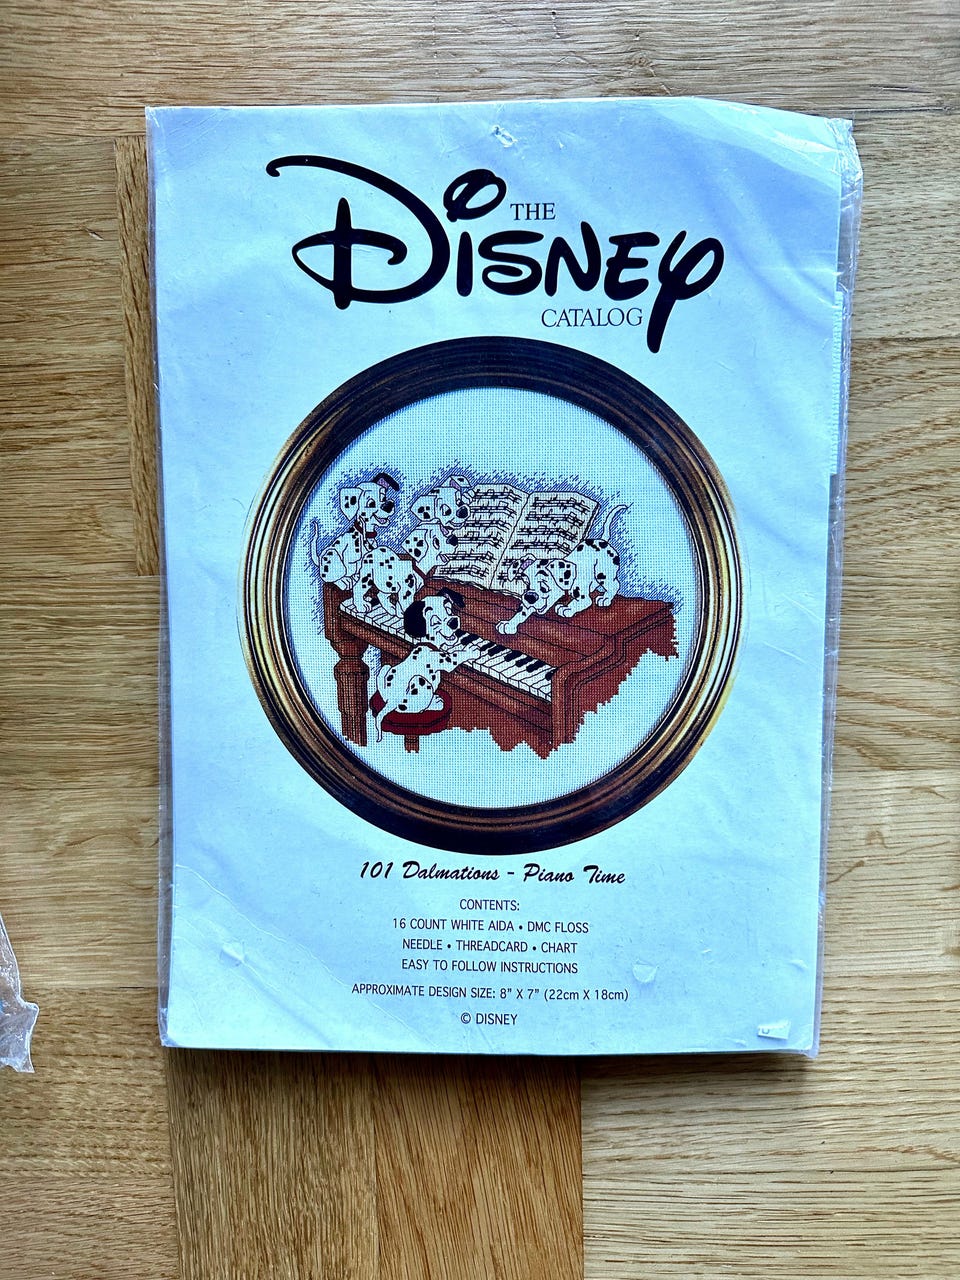 THE
DISNEY
CATALOG
101 Dalmations - Piano Time
CONTENTS:
16 COUNT WHITE AIDA • DMC FLOSS
NEEDLE • THREADCARD • CHART
EASY TO FOLLOW INSTRUCTIONS
APPROXIMATE DESIGN SIZE: 8" X 7" (22cm X 18cm)
© DISNEY